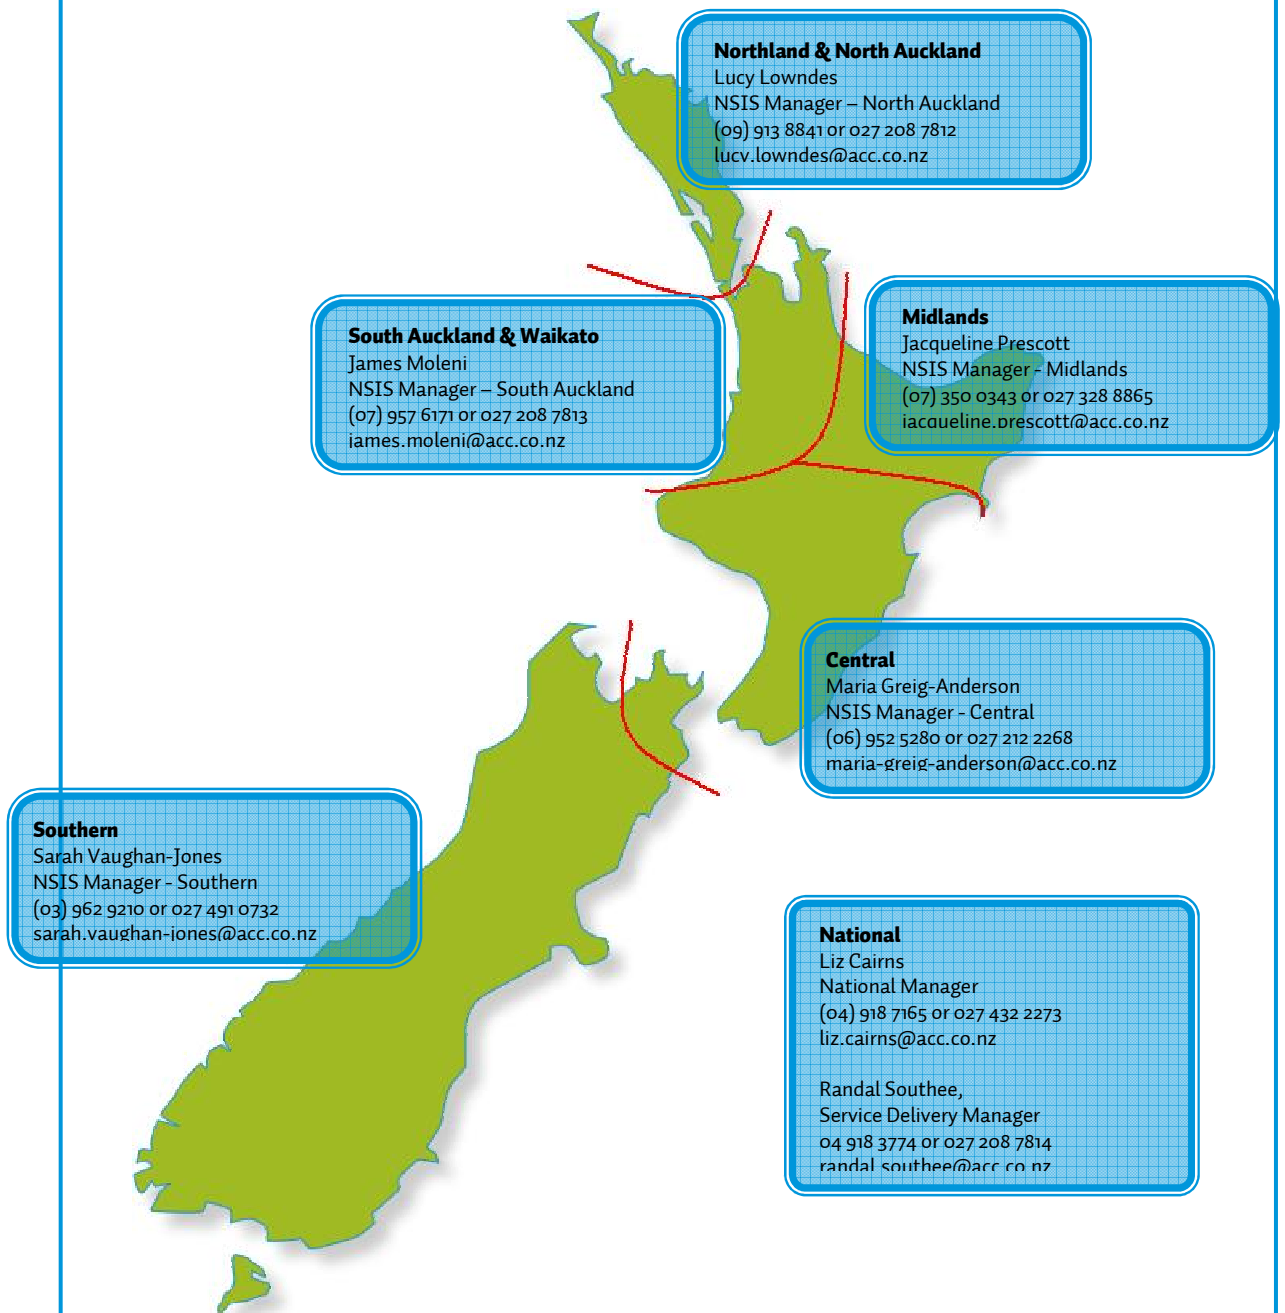 Northland & North Auckland
Lucy Lowndes
NSIS Manager – North Auckland
(09) 913 8841 or 027 208 7812
lucy.lowndes@acc.co.nz
South Auckland & Waikato
James Moleni
NSIS Manager – South Auckland
(07) 957 6171 or 027 208 7813
james.moleni@acc.co.nz
Midlands
Jacqueline Prescott
NSIS Manager - Midlands
(07) 350 0343 or 027 328 8865
jacqueline.prescott@acc.co.nz
Central
Maria Greig-Anderson
NSIS Manager - Central
(06) 952 5280 or 027 212 2268
maria-greig-anderson@acc.co.nz
Southern
Sarah Vaughan-Jones
NSIS Manager - Southern
(03) 962 9210 or 027 491 0732
sarah.vaughan-jones@acc.co.nz
National
Liz Cairns
National Manager
(04) 918 7165 or 027 432 2273
liz.cairns@acc.co.nz
Randal Southee,
Service Delivery Manager
04 918 3774 or 027 208 7814
randal.southee@acc.co.nz